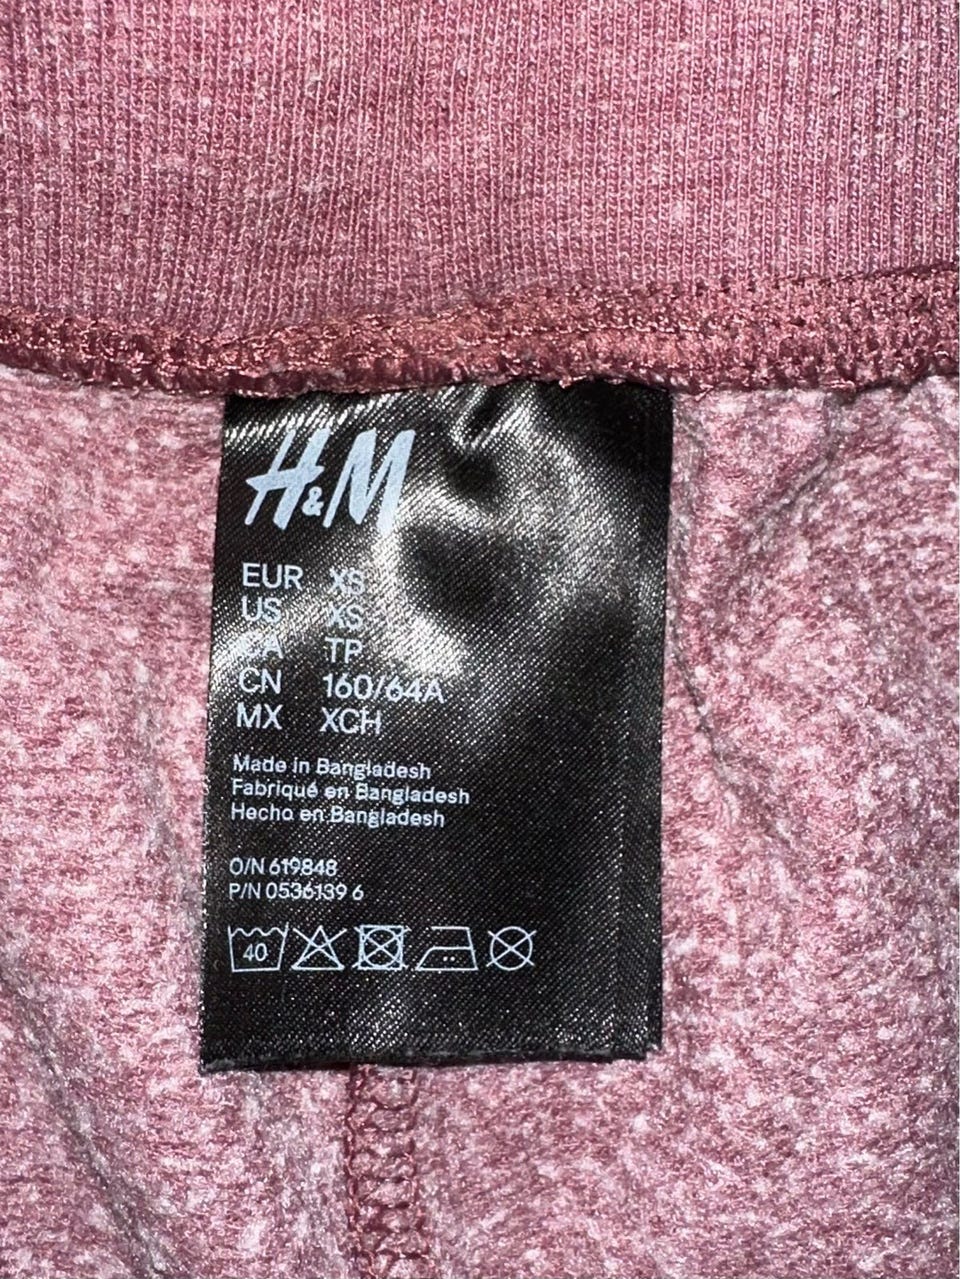 H&M
EUR XS
US XS
CA TP
CN 160/64A
MX XCH
Made in Bangladesh
Fabriqué en Bangladesh
Hecho en Bangladesh
O/N 619848
P/N 0536139 6
40